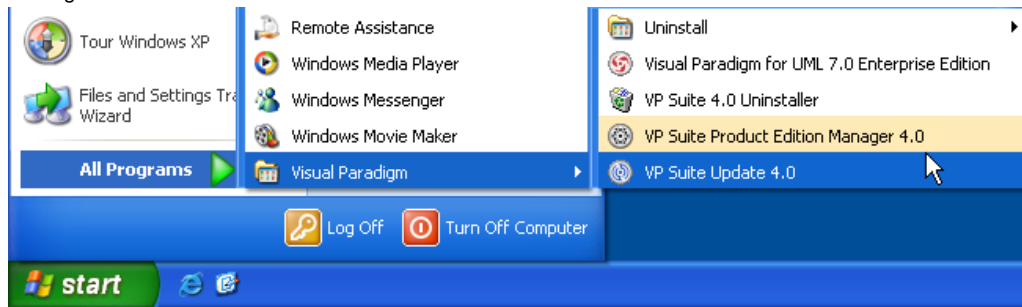 Tour Windows XP
Files and Settings Tra
Wizard
All Programs
Remote Assistance
Windows Media Player
Windows Messenger
Windows Movie Maker
Visual Paradigm
Uninstall
Visual Paradigm for UML 7.0 Enterprise Edition
VP Suite 4.0 Uninstaller
VP Suite Product Edition Manager 4.0
VP Suite Update 4.0
Log Off
Turn Off Computer
start